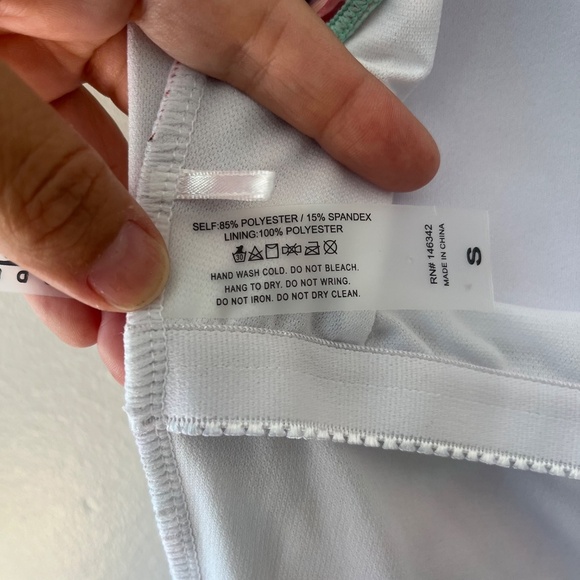 SELF:85% POLYESTER / 15% SPANDEX
LINING:100% POLYESTER
HAND WASH COLD. DO NOT BLEACH.
HANG TO DRY. DO NOT WRING.
DO NOT IRON. DO NOT DRY CLEAN.
RN# 146342
MADE IN CHINA
S